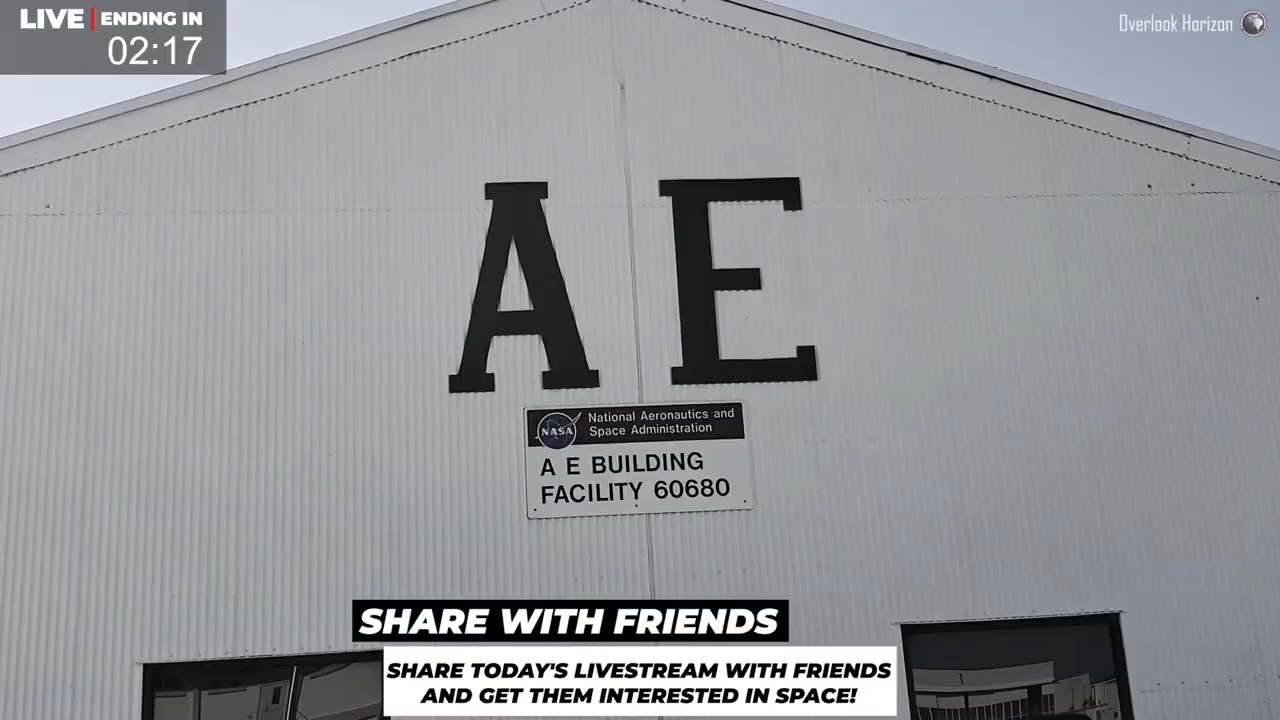 LIVE | ENDING IN
02:17
Overlook Horizon
A E
NASA
National Aeronautics and
Space Administration
A E BUILDING
FACILITY 60680
SHARE WITH FRIENDS
SHARE TODAY'S LIVESTREAM WITH FRIENDS
AND GET THEM INTERESTED IN SPACE!